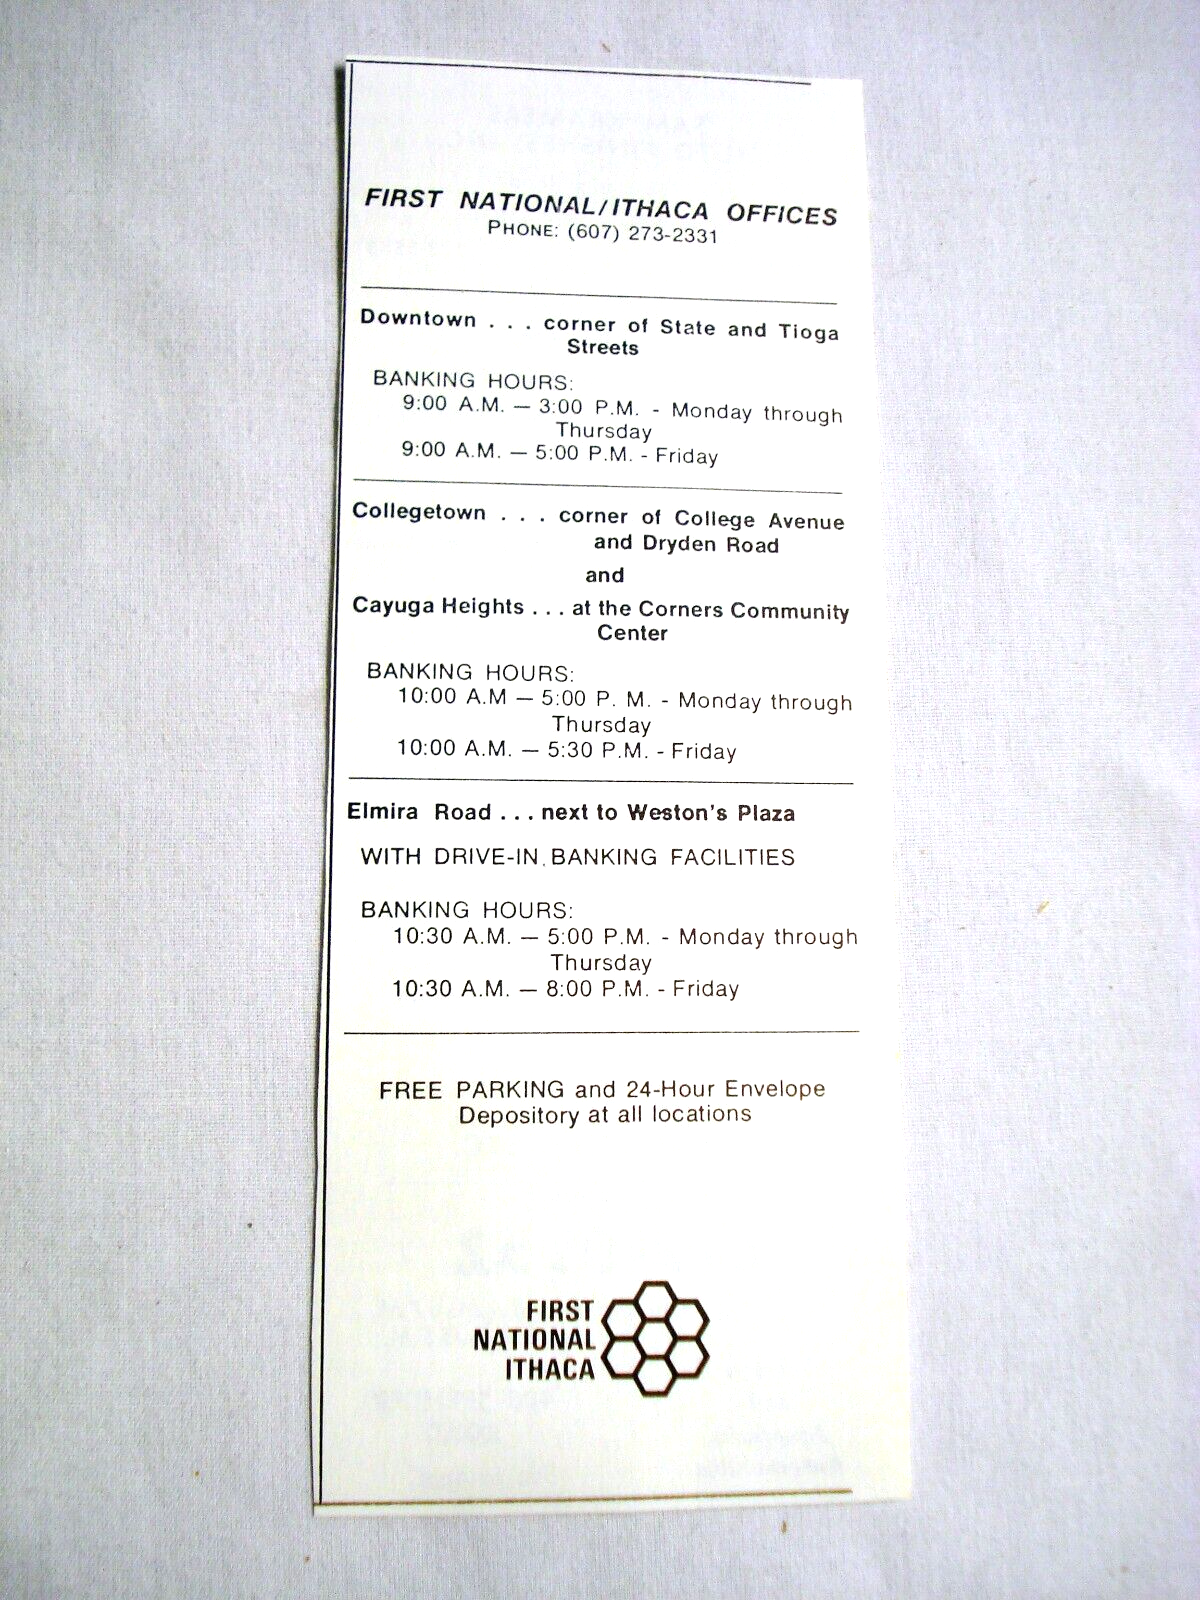 FIRST NATIONAL/ITHACA OFFICES
PHONE: (607) 273-2331
Downtown . . . corner of State and Tioga
Streets
BANKING HOURS:
9:00 A.M. — 3:00 P.M. - Monday through
Thursday
9:00 A.M. — 5:00 P.M. - Friday
Collegetown . . . corner of College Avenue
and Dryden Road
and
Cayuga Heights . . . at the Corners Community
Center
BANKING HOURS:
10:00 A.M — 5:00 P. M. - Monday through
Thursday
10:00 A.M. — 5:30 P.M. - Friday
Elmira Road . . . next to Weston's Plaza
WITH DRIVE-IN BANKING FACILITIES
BANKING HOURS:
10:30 A.M. — 5:00 P.M. - Monday through
Thursday
10:30 A.M. — 8:00 P.M. - Friday
FREE PARKING and 24-Hour Envelope
Depository at all locations
FIRST
NATIONAL
ITHACA